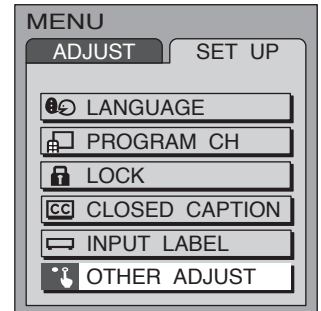 MENU
ADJUST SET UP
LANGUAGE
PROGRAM CH
LOCK
CC CLOSED CAPTION
INPUT LABEL
OTHER ADJUST